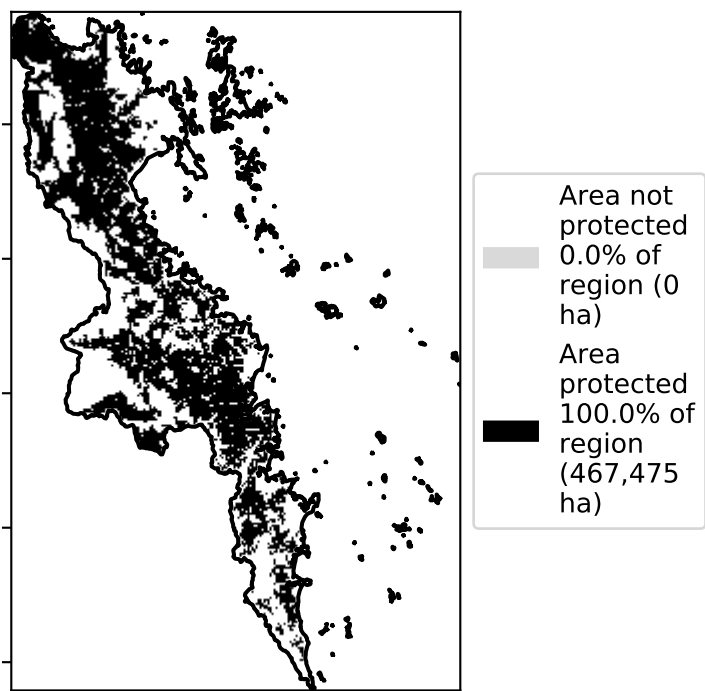 Area not
protected
0.0% of
region (0
ha)
Area
protected
100.0% of
region
(467,475
ha)